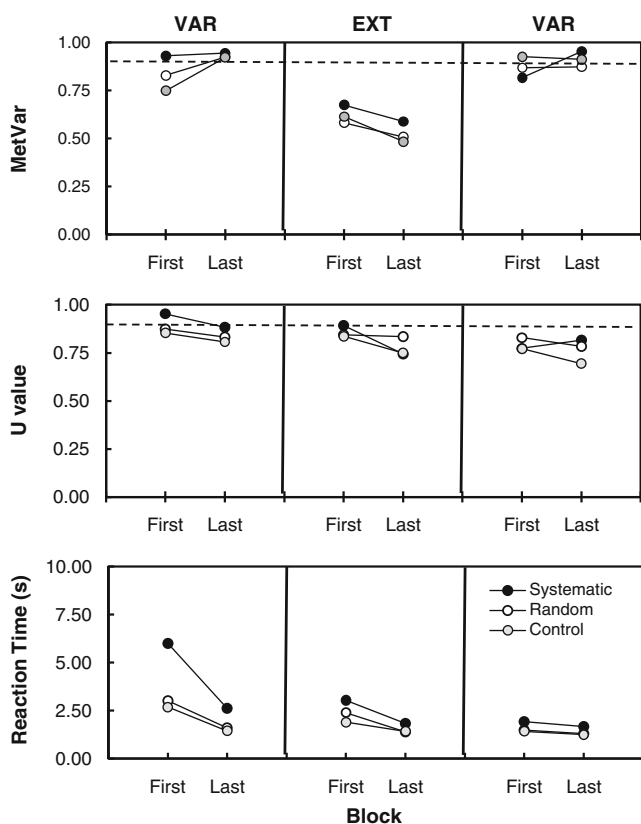 VAR EXT VAR
1.00
0.75
0.50
0.25
0.00
MetVar
First Last First Last First Last
1.00
0.75
0.50
0.25
0.00
U value
First Last First Last First Last
10.00
7.50
5.00
2.50
0.00
Reaction Time (s)
Systematic
Random
Control
First Last First Last First Last
Block